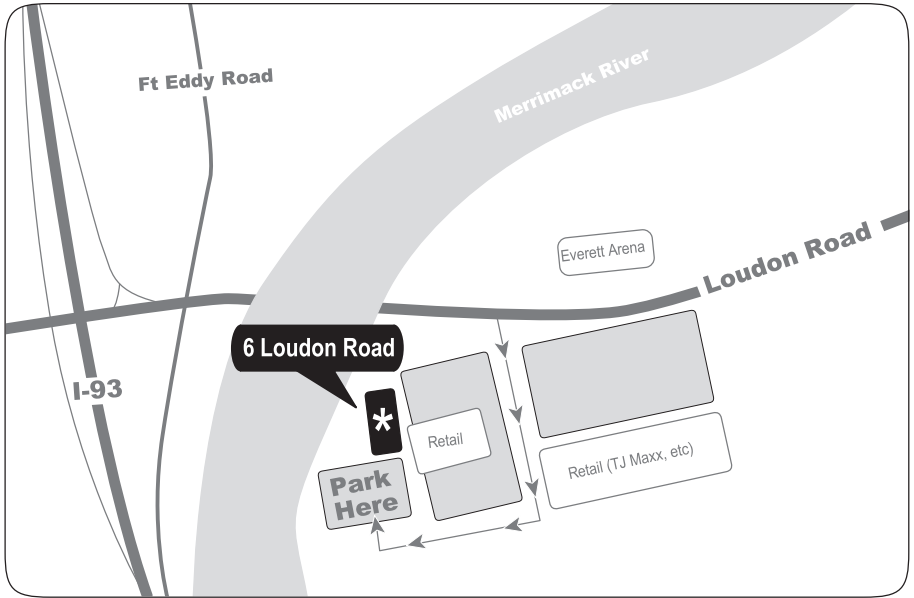 Ft Eddy Road
Merrimack River
Everett Arena
Loudon Road
6 Loudon Road
I-93
*
Retail
Retail (TJ Maxx, etc)
Park
Here